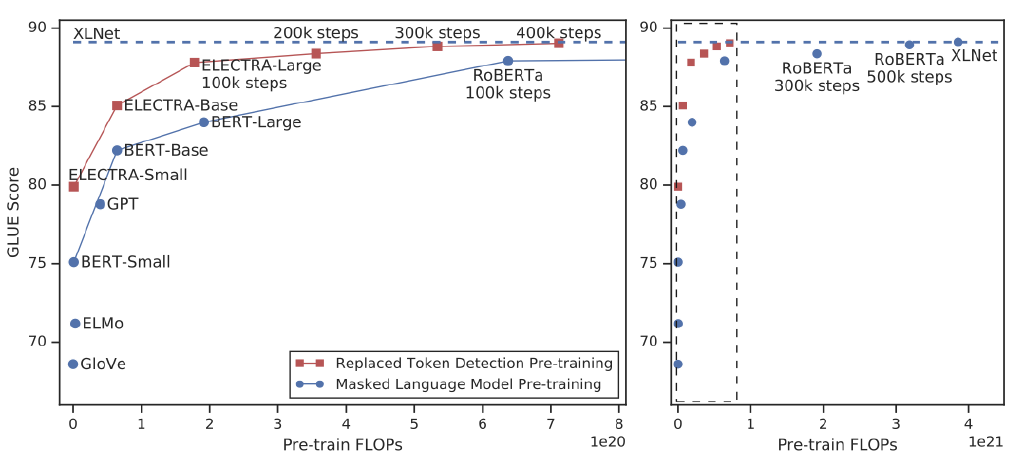 90
85
80
75
70
GLUE Score
XLNet
200k steps
300k steps
400k steps
ELECTRA-Large
100k steps
RoBERTa
100k steps
ELECTRA-Base
BERT-Large
BERT-Base
ELECTRA-Small
GPT
BERT-Small
ELMo
GloVe
Replaced Token Detection Pre-training
Masked Language Model Pre-training
0 1 2 3 4 5 6 7 8
1e20
Pre-train FLOPs
90
85
80
75
70
RoBERTa
300k steps
RoBERTa
500k steps
XLNet
0 1 2 3 4
1e21
Pre-train FLOPs